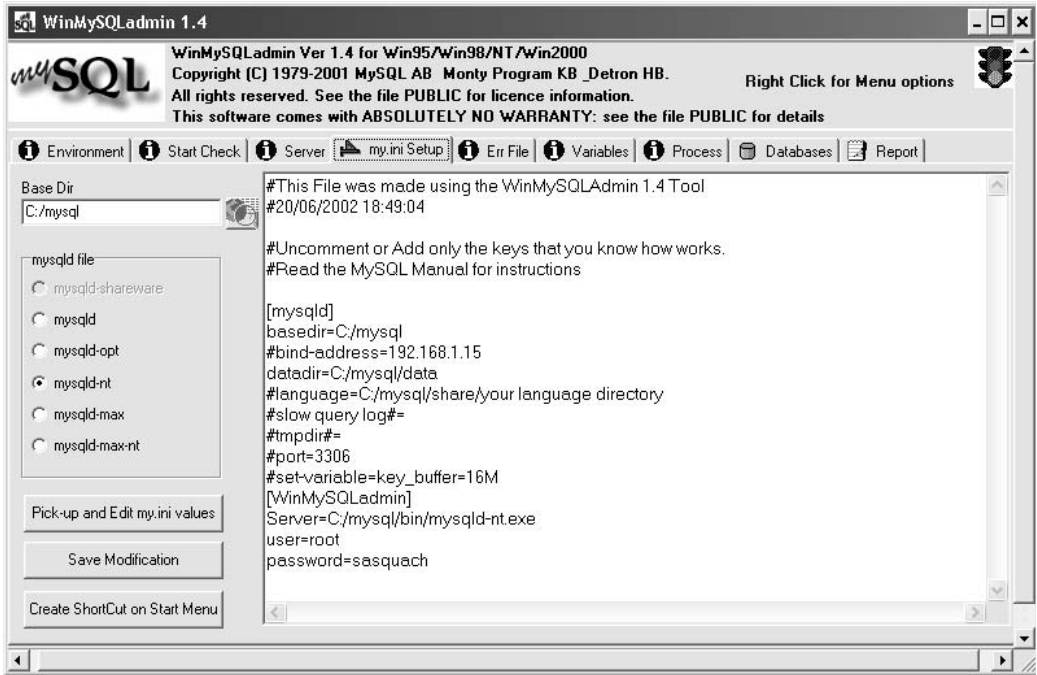 WinMySQLadmin 1.4
mySQL
WinMySQLadmin Ver 1.4 for Win95/Win98/NT/Win2000
Copyright (C) 1979-2001 MySQL AB  Monty Program KB _Detron HB.
All rights reserved. See the file PUBLIC for licence information.
This software comes with ABSOLUTELY NO WARRANTY: see the file PUBLIC for details
Right Click for Menu options
Environment
Start Check
Server
my.ini Setup
Err File
Variables
Process
Databases
Report
Base Dir
C:/mysql
mysqld file
mysqld-shareware
mysqld
mysqld-opt
mysqld-nt
mysqld-max
mysqld-max-nt
Pick-up and Edit my.ini values
Save Modification
Create ShortCut on Start Menu
#This File was made using the WinMySQLAdmin 1.4 Tool
#20/06/2002 18:49:04
#Uncomment or Add only the keys that you know how works.
#Read the MySQL Manual for instructions
[mysqld]
basedir=C:/mysql
#bind-address=192.168.1.15
datadir=C:/mysql/data
#language=C:/mysql/share/your language directory
#slow query log#=
#tmpdir#=
#port=3306
#set-variable=key_buffer=16M
[WinMySQLadmin]
Server=C:/mysql/bin/mysqld-nt.exe
user=root
password=sasquach